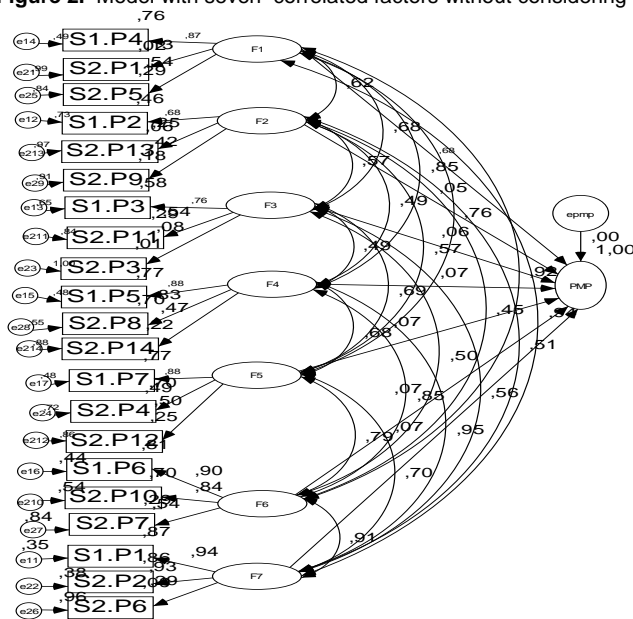 Figure 2. Model with seven correlated factors without considering
,76
e14 ,49 S1.P4 ,87 F1
e21 ,99 S2.P1 ,54
,29
e25 ,84 S2.P5 ,46
,62
e12 ,73 S1.P2 ,68 F2
e213 ,97 S2.P13 ,42
,18
e29 ,91 S2.P9 ,58
,57
,68
,68
,85
,05
,49
,76
e13 ,65 S1.P3 ,76 F3
e211 ,84 S2.P11 ,08
,01
e23 S2.P3 ,77
,49
,06
,57
,07
epmp
,00
1,00
PMP
e15 ,48 S1.P5 ,88 ,83 F4
e28 ,55 S2.P8 ,47
,22
e214 ,88 S2.P14 ,77
,69
,92
,07
,45
,68
,51
e17 ,48 S1.P7 ,88 F5
,49
e24 ,72 S2.P4 ,50
,25
e212 ,86 S2.P12 ,81
,50
,07
,85
,56
,07
,79
,95
e16 ,44 S1.P6 ,70 ,90 F6
e210 ,54 S2.P10 ,84
,54
e27 ,84 S2.P7 ,87
,70
,91
e11 ,35 S1.P1 ,86 ,94 F7
,93
e22 ,38 S2.P2
e26 ,96 S2.P6